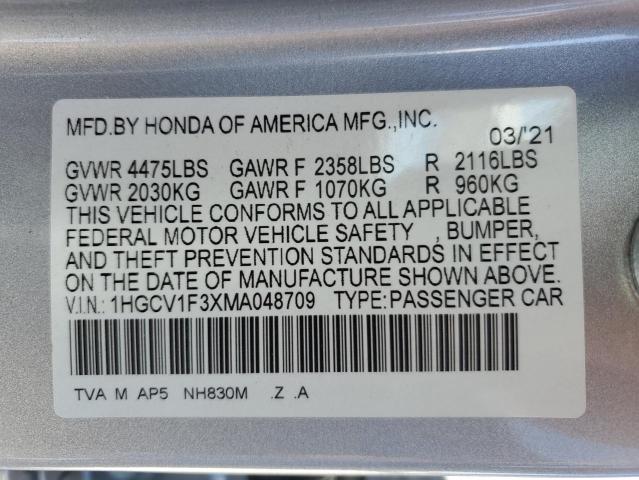 MFD.BY HONDA OF AMERICA MFG.,INC.
03/'21
GVWR 4475LBS GAWR F 2358LBS R 2116LBS
GVWR 2030KG GAWR F 1070KG R 960KG
THIS VEHICLE CONFORMS TO ALL APPLICABLE
FEDERAL MOTOR VEHICLE SAFETY , BUMPER,
AND THEFT PREVENTION STANDARDS IN EFFECT
ON THE DATE OF MANUFACTURE SHOWN ABOVE.
V.I.N.: 1HGCV1F3XMA048709 TYPE:PASSENGER CAR
TVA M AP5 NH830M .Z .A